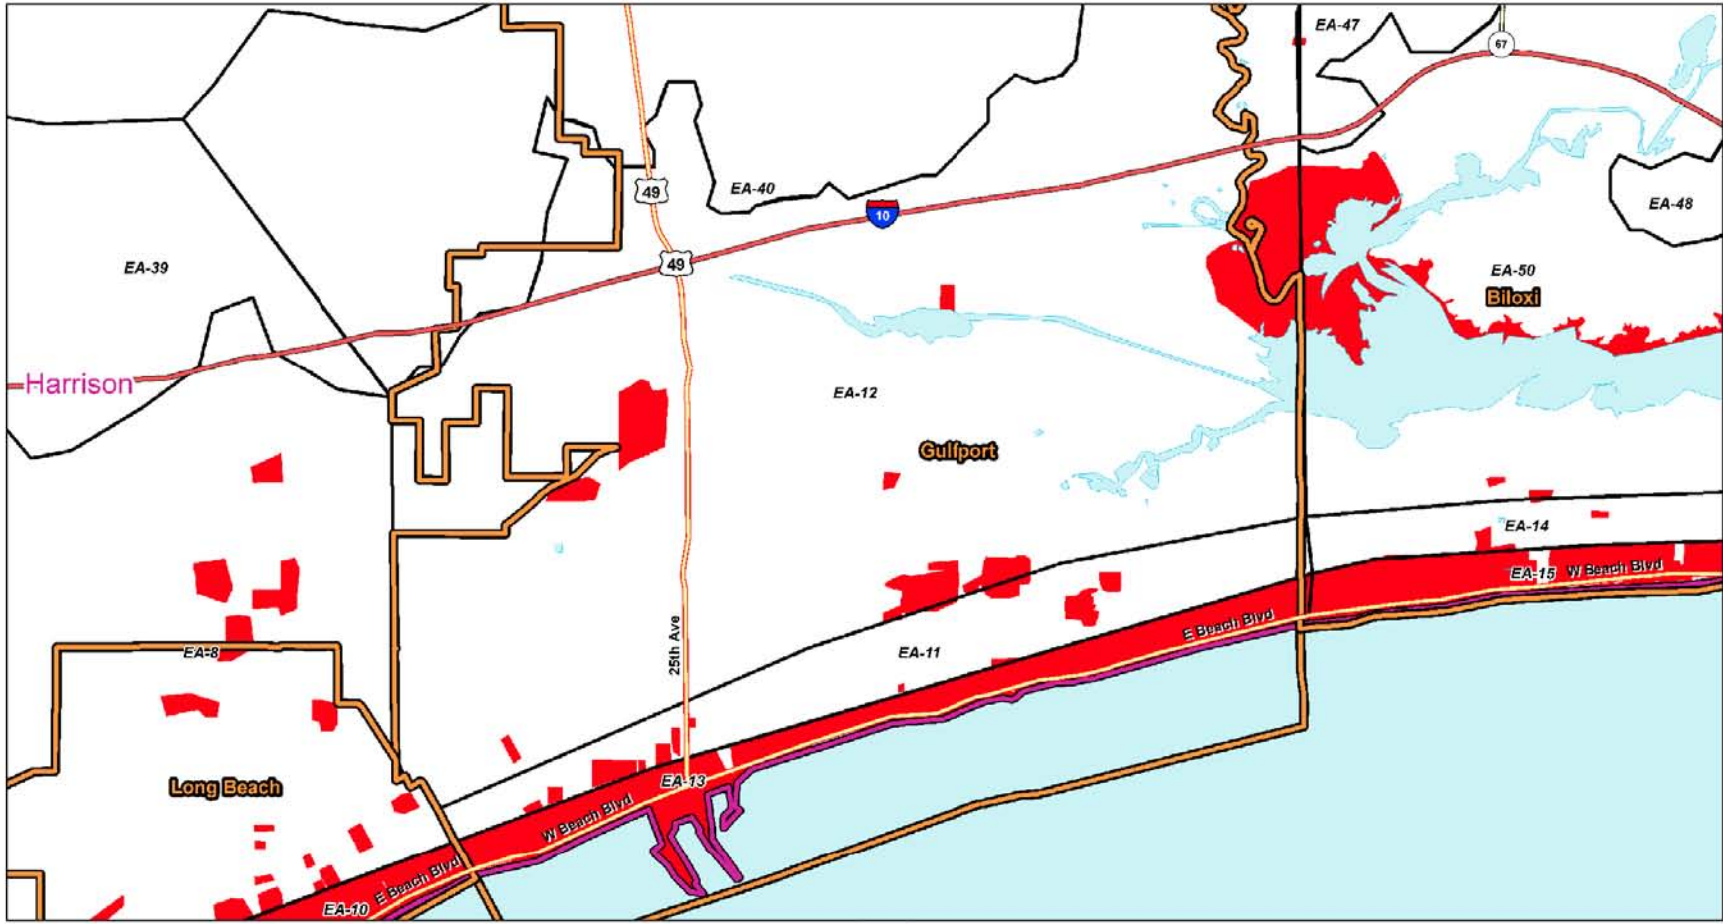 EA-47
67
49
EA-40
EA-48
10
EA-39
49
EA-50
Biloxi
Harrison
EA-12
Gulfport
EA-14
EA-15
W Beach Blvd
E Beach Blvd
25th Ave
EA-8
EA-11
Long Beach
EA-13
W Beach Blvd
E Beach Blvd
EA-10